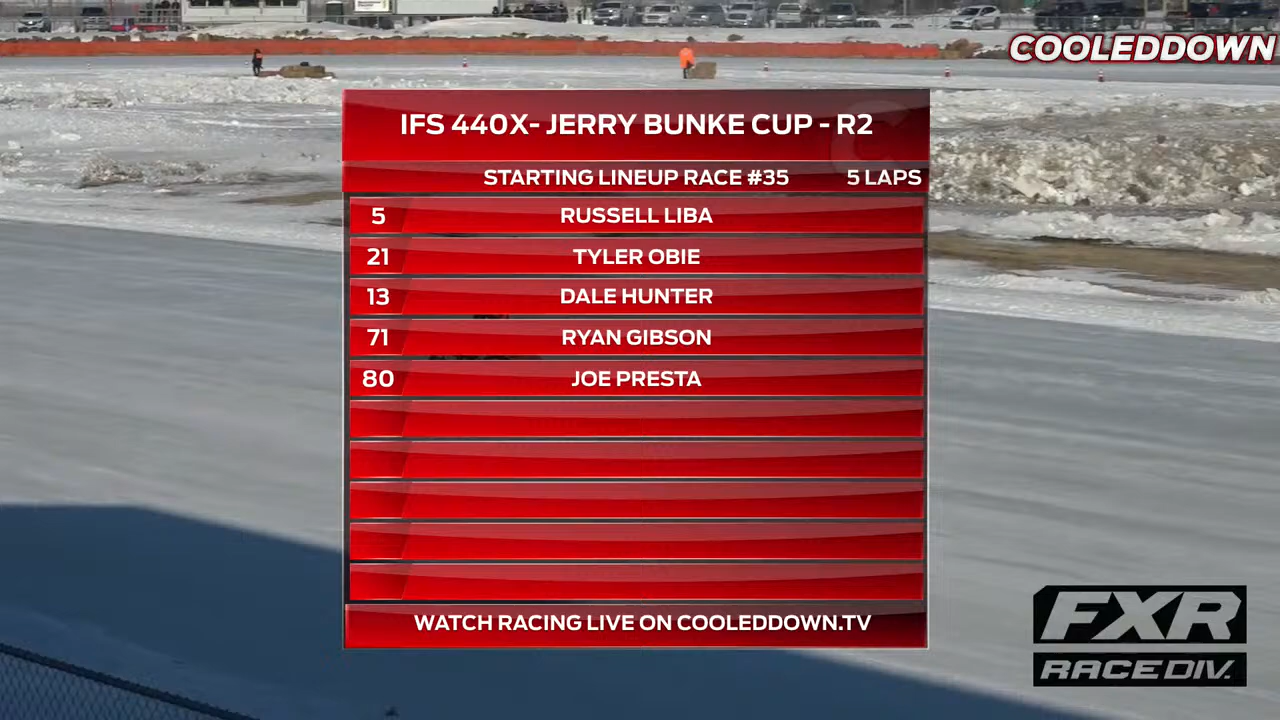 COOLEDDOWN
IFS 440X- JERRY BUNKE CUP - R2
STARTING LINEUP RACE #35 5 LAPS
5 RUSSELL LIBA
21 TYLER OBIE
13 DALE HUNTER
71 RYAN GIBSON
80 JOE PRESTA
WATCH RACING LIVE ON COOLEDDOWN.TV
FXR
RACE DIV.